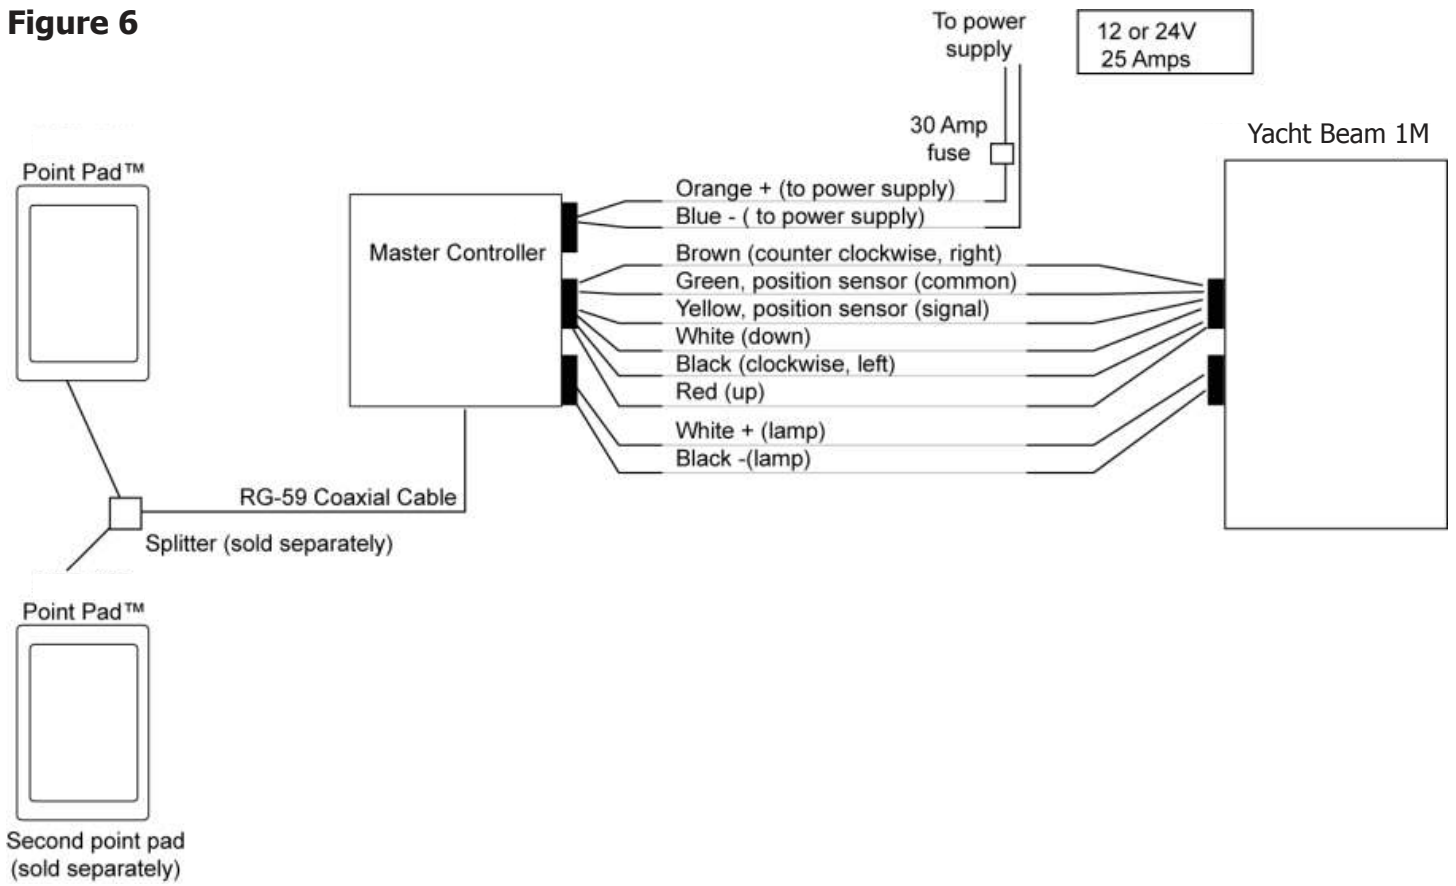 Figure 6
To power
supply
12 or 24V
25 Amps
30 Amp
fuse
Yacht Beam 1M
Point Pad™
Orange + (to power supply)
Blue - ( to power supply)
Master Controller
Brown (counter clockwise, right)
Green, position sensor (common)
Yellow, position sensor (signal)
White (down)
Black (clockwise, left)
Red (up)
White + (lamp)
Black -(lamp)
RG-59 Coaxial Cable
Splitter (sold separately)
Point Pad™
Second point pad
(sold separately)